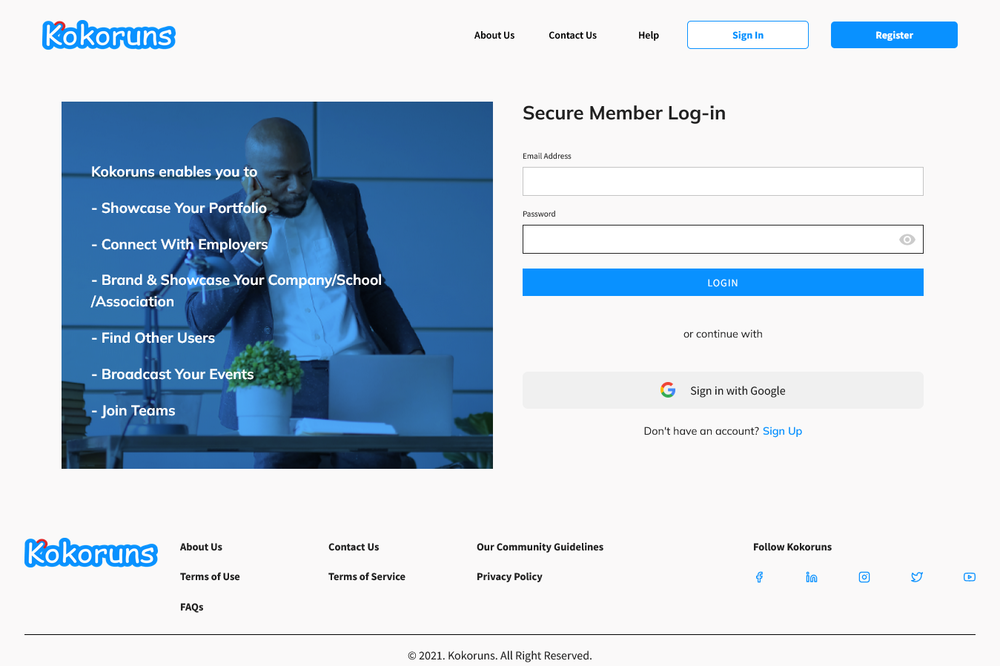 Kokoruns
About Us
Contact Us
Help
Sign In
Register
Kokoruns enables you to
- Showcase Your Portfolio
- Connect With Employers
- Brand & Showcase Your Company/School
/Association
- Find Other Users
- Broadcast Your Events
- Join Teams
Secure Member Log-in
Email Address
Password
LOGIN
or continue with
Sign in with Google
Don't have an account? Sign Up
Kokoruns
About Us
Contact Us
Our Community Guidelines
Follow Kokoruns
Terms of Use
Terms of Service
Privacy Policy
FAQs
© 2021. Kokoruns. All Right Reserved.